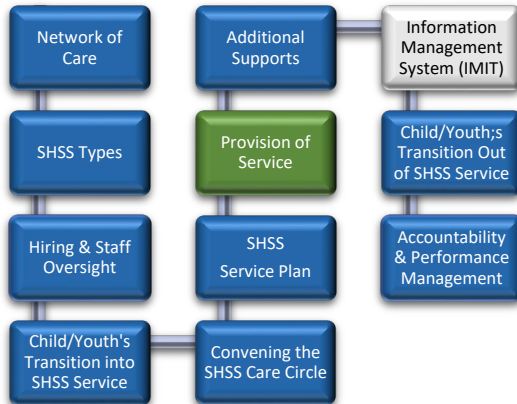 Network of
Care
SHSS Types
Hiring & Staff
Oversight
Child/Youth's
Transition into
SHSS Service
Convening the
SHSS Care Circle
SHSS
Service Plan
Provision of
Service
Additional
Supports
Information
Management
System (IMIT)
Child/Youth;s
Transition Out
of SHSS Service
Accountability
& Performance
Management